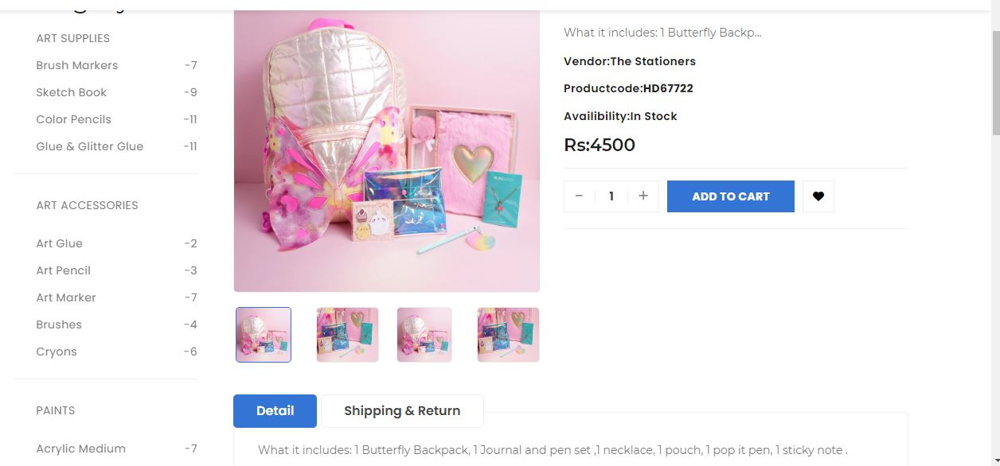 ART SUPPLIES
Brush Markers -7
Sketch Book -9
Color Pencils -11
Glue & Glitter Glue -11
ART ACCESSORIES
Art Glue -2
Art Pencil -3
Art Marker -7
Brushes -4
Cryons -6
PAINTS
Acrylic Medium -7
What it includes: 1 Butterfly Backp...
Vendor:The Stationers
Productcode:HD67722
Availibility:In Stock
Rs:4500
− 1 +
ADD TO CART
Detail
Shipping & Return
What it includes: 1 Butterfly Backpack, 1 Journal and pen set ,1 necklace, 1 pouch, 1 pop it pen, 1 sticky note .